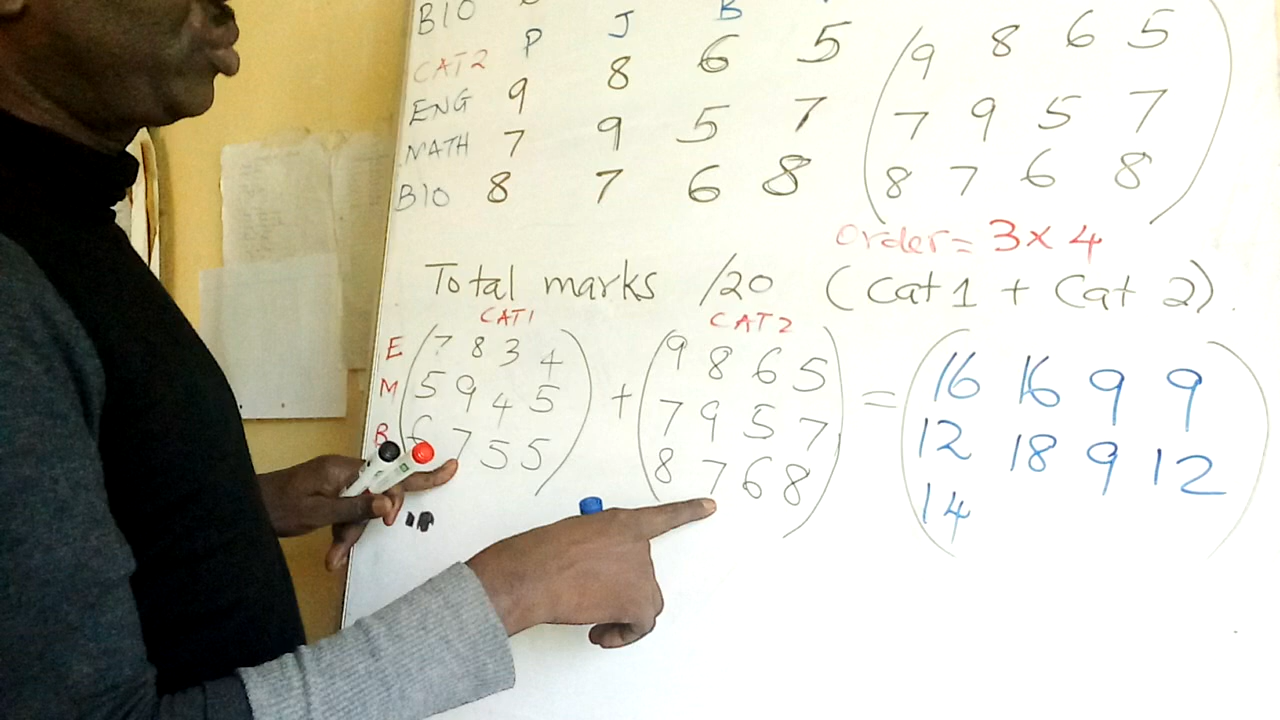 BIO
P J B
CAT2
ENG 9 8 6 5
MATH 7 9 5 7
BIO 8 7 6 8
9 8 6 5
7 9 5 7
8 7 6 8
Order = 3 x 4
Total marks /20 (Cat 1 + Cat 2).
CAT1 CAT2
E 7 8 3 4 + 9 8 6 5 = 16 16 9 9
M 5 9 4 5 7 9 5 7 12 18 9 12
B 6 7 5 5 8 7 6 8 14